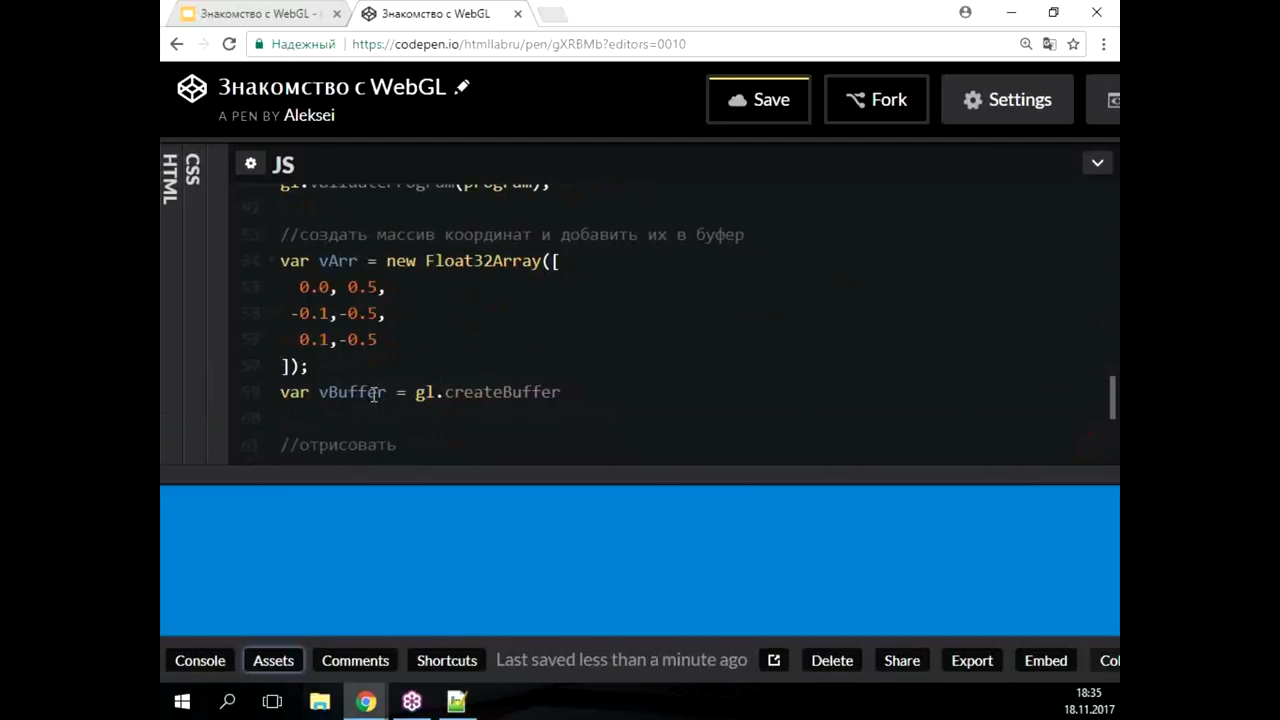 Знакомство с WebGL -
Знакомство с WebGL
Надежный
https://codepen.io/htmllabru/pen/gXRBMb?editors=0010
Знакомство с WebGL
A PEN BY Aleksei
Save
Fork
Settings
HTML
CSS
JS
gl.validateProgram(program);
//создать массив координат и добавить их в буфер
var vArr = new Float32Array([
0.0, 0.5,
-0.1,-0.5,
0.1,-0.5
]);
var vBuffer = gl.createBuffer
//отрисовать
Console
Assets
Comments
Shortcuts
Last saved less than a minute ago
Delete
Share
Export
Embed
18:35
18.11.2017